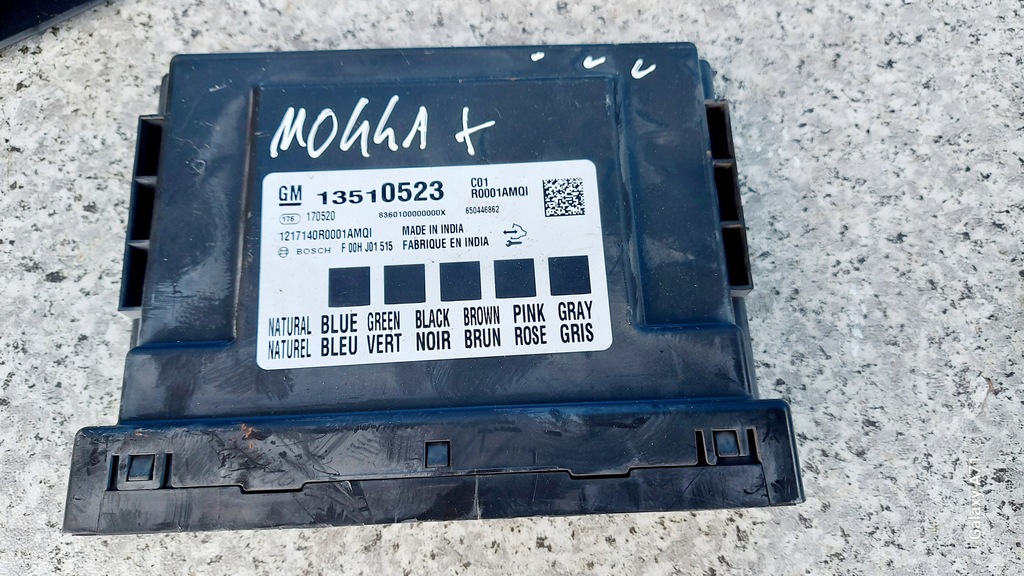 MOKKA X
GM 13510523 C01
R0001AMQI
176 170520 8360100000000X 650446862
1217140R0001AMQI MADE IN INDIA
BOSCH F 00H J01 515 FABRIQUE EN INDIA
NATURAL BLUE GREEN BLACK BROWN PINK GRAY
NATUREL BLEU VERT NOIR BRUN ROSE GRIS
Galaxy A71